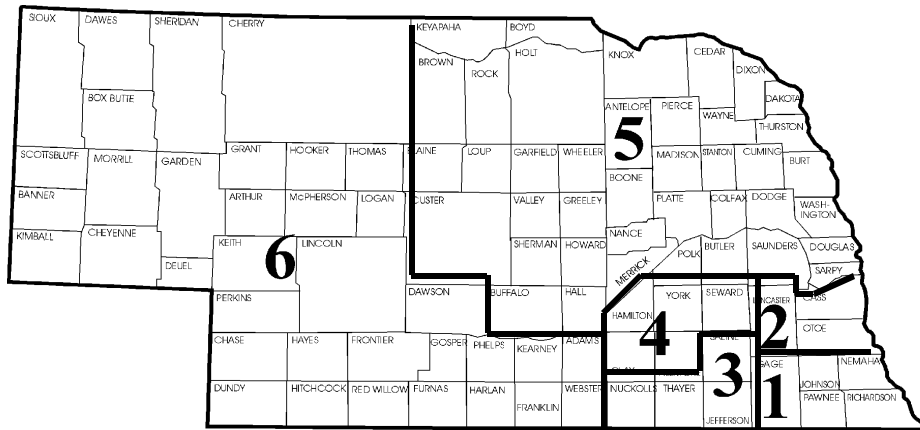 SIOUX DAWES SHERIDAN CHERRY KEYAPAHA BOYD
BROWN ROCK HOLT KNOX CEDAR DIXON
BOX BUTTE ANTELOPE PIERCE DAKOTA
WAYNE THURSTON
SCOTTSBLUFF MORRILL GARDEN GRANT HOOKER THOMAS LAINE LOUP GARFIELD WHEELER 5 MADISON STANTON CUMING BURT
BOONE
BANNER ARTHUR McPHERSON LOGAN CUSTER VALLEY GREELEY PLATTE COLFAX DODGE WASH-
INGTON
KIMBALL CHEYENNE KEITH LINCOLN SHERMAN HOWARD NANCE POLK BUTLER SAUNDERS DOUGLAS
DEUEL 6 MERRICK SARPY
PERKINS DAWSON BUFFALO HALL HAMILTON YORK SEWARD LANCASTER CASS
4 2 OTOE
CHASE HAYES FRONTIER GOSPER PHELPS KEARNEY ADAMS CLAY SALINE GAGE NEMAHA
DUNDY HITCHCOCK RED WILLOW FURNAS HARLAN FRANKLIN WEBSTER NUCKOLLS THAYER 3 1 JOHNSON
PAWNEE RICHARDSON
JEFFERSON